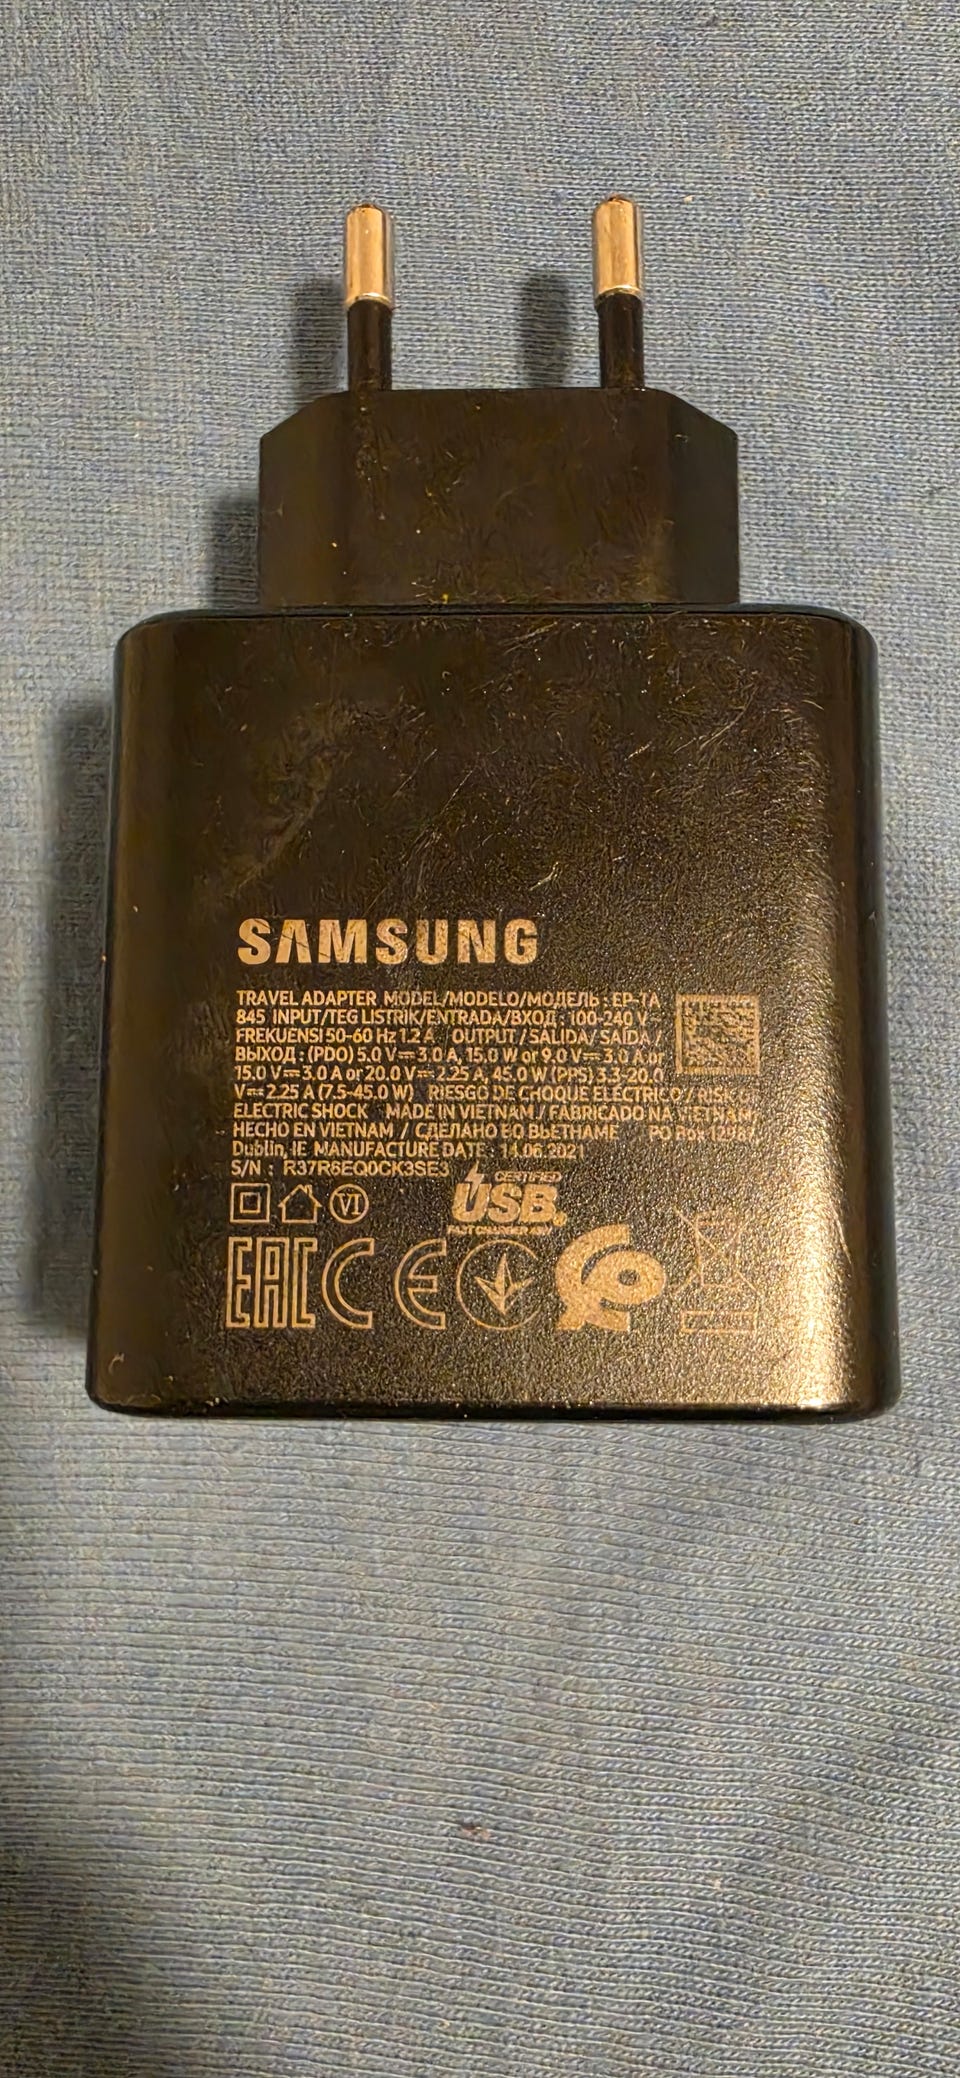 SAMSUNG
TRAVEL ADAPTER MODEL/MODELO/МОДЕЛЬ : EP-TA
845 INPUT/TEG LISTRIK/ENTRADA/ВХОД : 100-240 V
FREKUENSI 50-60 Hz 1.2 A OUTPUT / SALIDA / SAÍDA /
ВЫХОД : (PDO) 5.0 V⎓3.0 A, 15.0 W or 9.0 V⎓3.0 A or
15.0 V⎓3.0 A or 20.0 V⎓2.25 A, 45.0 W (PPS) 3.3-20.0
V⎓2.25 A (7.5-45.0 W) RIESGO DE CHOQUE ELÉCTRICO / RISK
ELECTRIC SHOCK MADE IN VIETNAM / FABRICADO NA VIETNAM
HECHO EN VIETNAM / СДЕЛАНО ВО ВЬЕТНАМЕ PO Box
Dublin, IE MANUFACTURE DATE : 14.06.2021
S/N : R37R6EQ0CK3SE3
VI
CERTIFIED
USB
FAST CHARGER
EAC CE